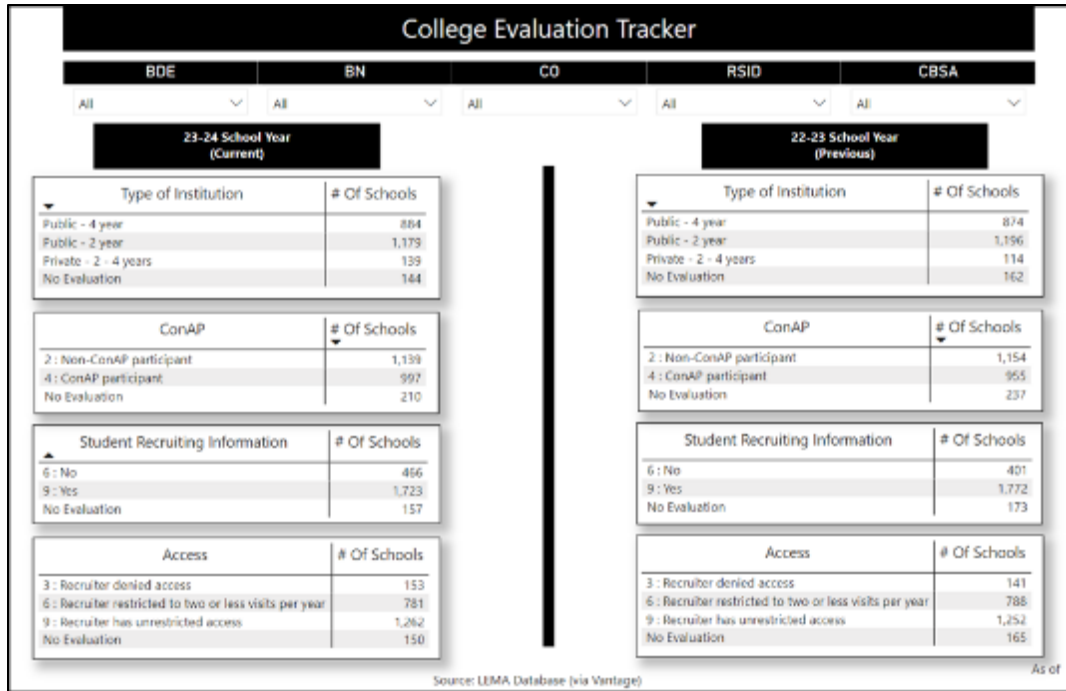 College Evaluation Tracker
BDE BN CO RSID CBSA
All All All All All
23-24 School Year
(Current)
Type of Institution # Of Schools
Public - 4 year 884
Public - 2 year 1,179
Private - 2 - 4 years 139
No Evaluation 144
ConAP # Of Schools
2 : Non-ConAP participant 1,139
4 : ConAP participant 997
No Evaluation 210
Student Recruiting Information # Of Schools
6 : No 466
9 : Yes 1,723
No Evaluation 157
Access # Of Schools
3 : Recruiter denied access 153
6 : Recruiter restricted to two or less visits per year 781
9 : Recruiter has unrestricted access 1,262
No Evaluation 150
22-23 School Year
(Previous)
Type of Institution # Of Schools
Public - 4 year 874
Public - 2 year 1,196
Private - 2 - 4 years 114
No Evaluation 162
ConAP # Of Schools
2 : Non-ConAP participant 1,154
4 : ConAP participant 955
No Evaluation 237
Student Recruiting Information # Of Schools
6 : No 401
9 : Yes 1,772
No Evaluation 173
Access # Of Schools
3 : Recruiter denied access 141
6 : Recruiter restricted to two or less visits per year 788
9 : Recruiter has unrestricted access 1,252
No Evaluation 165
As of
Source: LEMA Database (via Vantage)